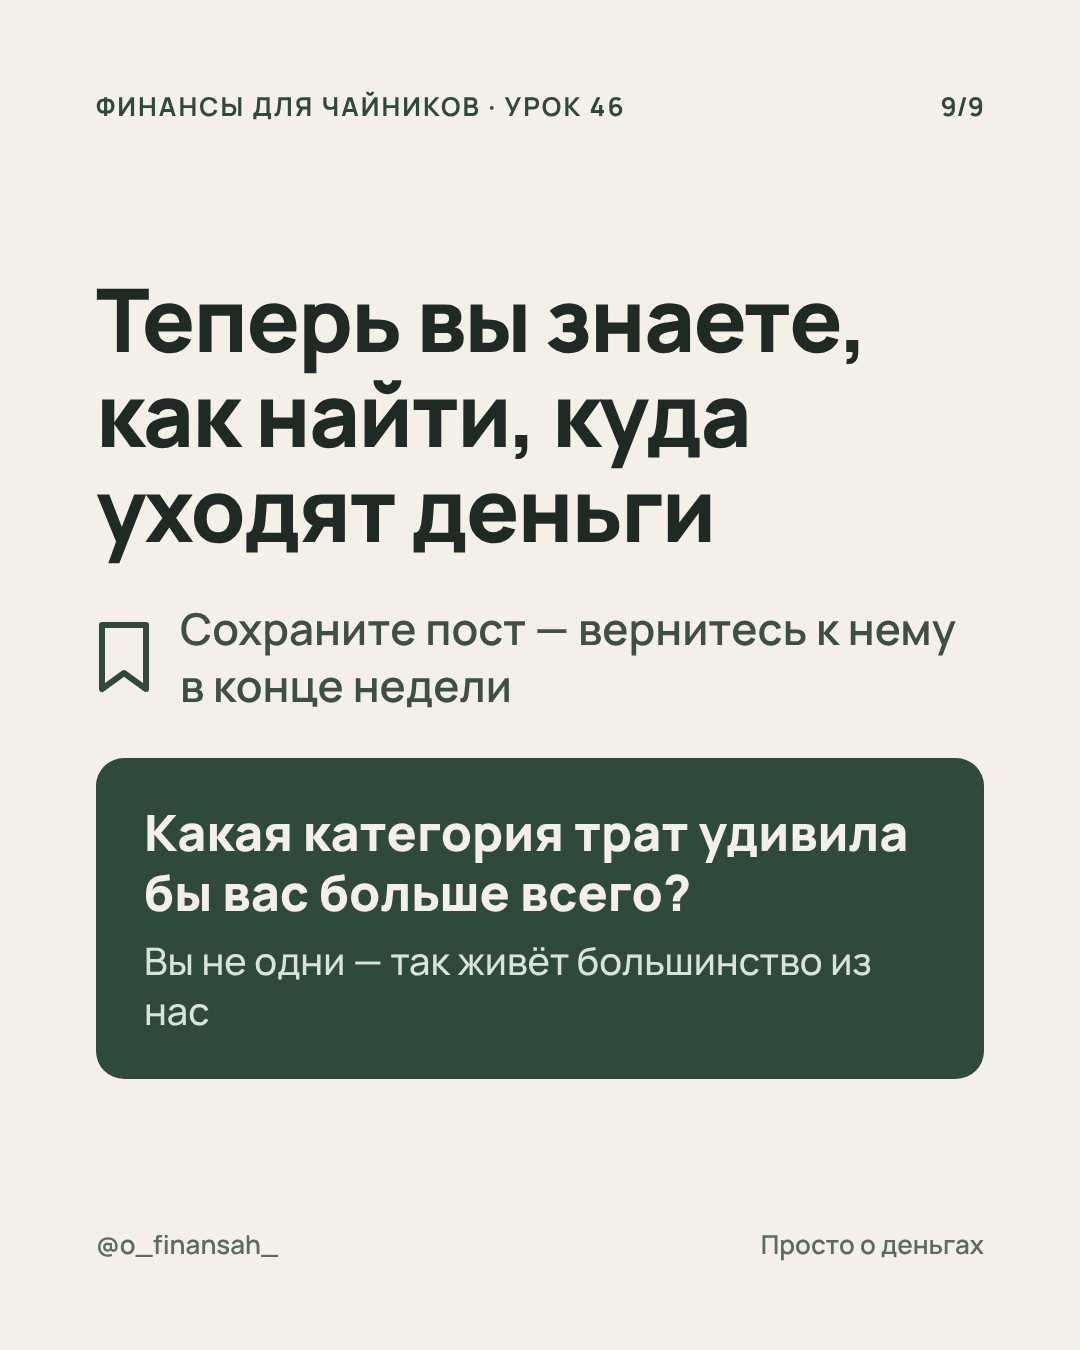 ФИНАНСЫ ДЛЯ ЧАЙНИКОВ · УРОК 46
9/9
Теперь вы знаете,
как найти, куда
уходят деньги
Сохраните пост — вернитесь к нему
в конце недели
Какая категория трат удивила
бы вас больше всего?
Вы не одни — так живёт большинство из
нас
@o_finansah_
Просто о деньгах